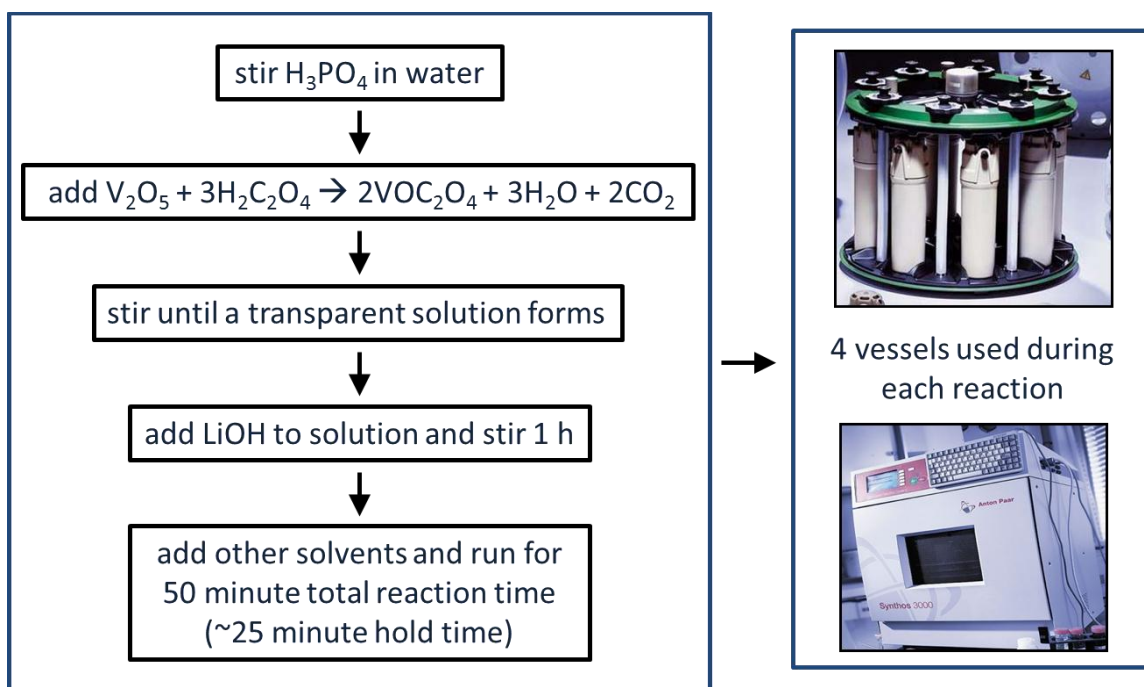 stir H₃PO₄ in water
add V₂O₅ + 3H₂C₂O₄ → 2VOC₂O₄ + 3H₂O + 2CO₂
stir until a transparent solution forms
add LiOH to solution and stir 1 h
add other solvents and run for
50 minute total reaction time
(~25 minute hold time)
4 vessels used during
each reaction
Anton Paar
Synthos 3000